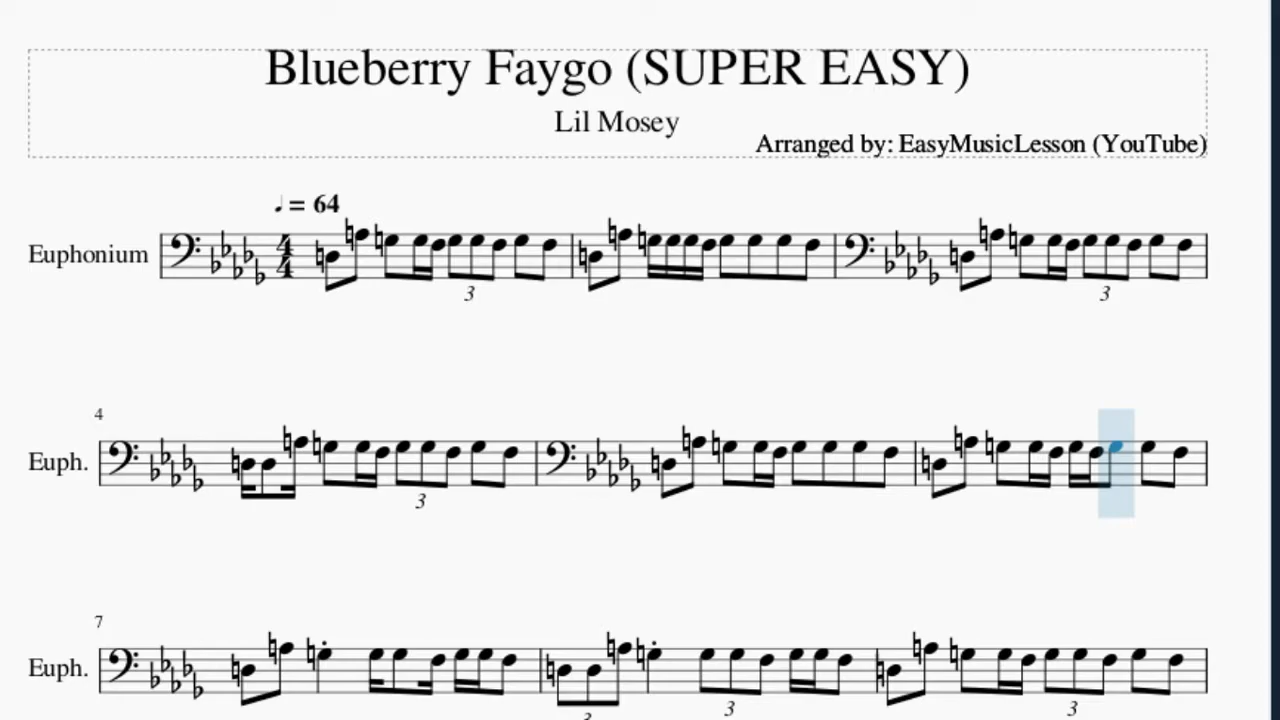 Blueberry Faygo (SUPER EASY)
Lil Mosey
Arranged by: EasyMusicLesson (YouTube)
♩ = 64
Euphonium
4
4
3
3
4
Euph.
3
7
Euph.
3
3
3